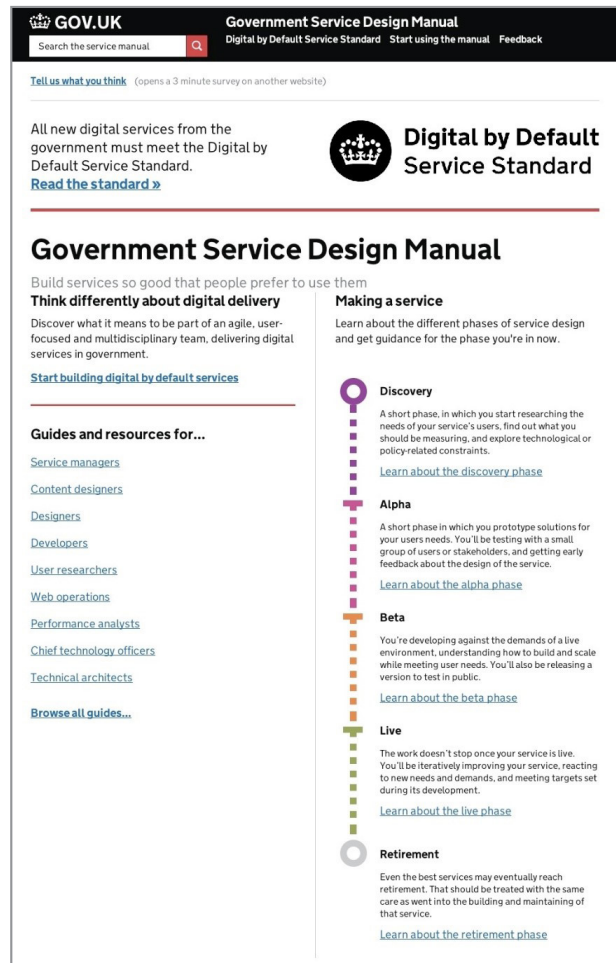 GOV.UK
Search the service manual
Government Service Design Manual
Digital by Default Service Standard Start using the manual Feedback
Tell us what you think (opens a 3 minute survey on another website)
All new digital services from the
government must meet the Digital by
Default Service Standard.
Read the standard »
Digital by Default
Service Standard
Government Service Design Manual
Build services so good that people prefer to use them
Think differently about digital delivery
Discover what it means to be part of an agile, user-
focused and multidisciplinary team, delivering digital
services in government.
Start building digital by default services
Guides and resources for...
Service managers
Content designers
Designers
Developers
User researchers
Web operations
Performance analysts
Chief technology officers
Technical architects
Browse all guides...
Making a service
Learn about the different phases of service design
and get guidance for the phase you're in now.
Discovery
A short phase, in which you start researching the
needs of your service's users, find out what you
should be measuring, and explore technological or
policy-related constraints.
Learn about the discovery phase
Alpha
A short phase in which you prototype solutions for
your users needs. You'll be testing with a small
group of users or stakeholders, and getting early
feedback about the design of the service.
Learn about the alpha phase
Beta
You're developing against the demands of a live
environment, understanding how to build and scale
while meeting user needs. You'll also be releasing a
version to test in public.
Learn about the beta phase
Live
The work doesn't stop once your service is live.
You'll be iteratively improving your service, reacting
to new needs and demands, and meeting targets set
during its development.
Learn about the live phase
Retirement
Even the best services may eventually reach
retirement. That should be treated with the same
care as went into the building and maintaining of
that service.
Learn about the retirement phase